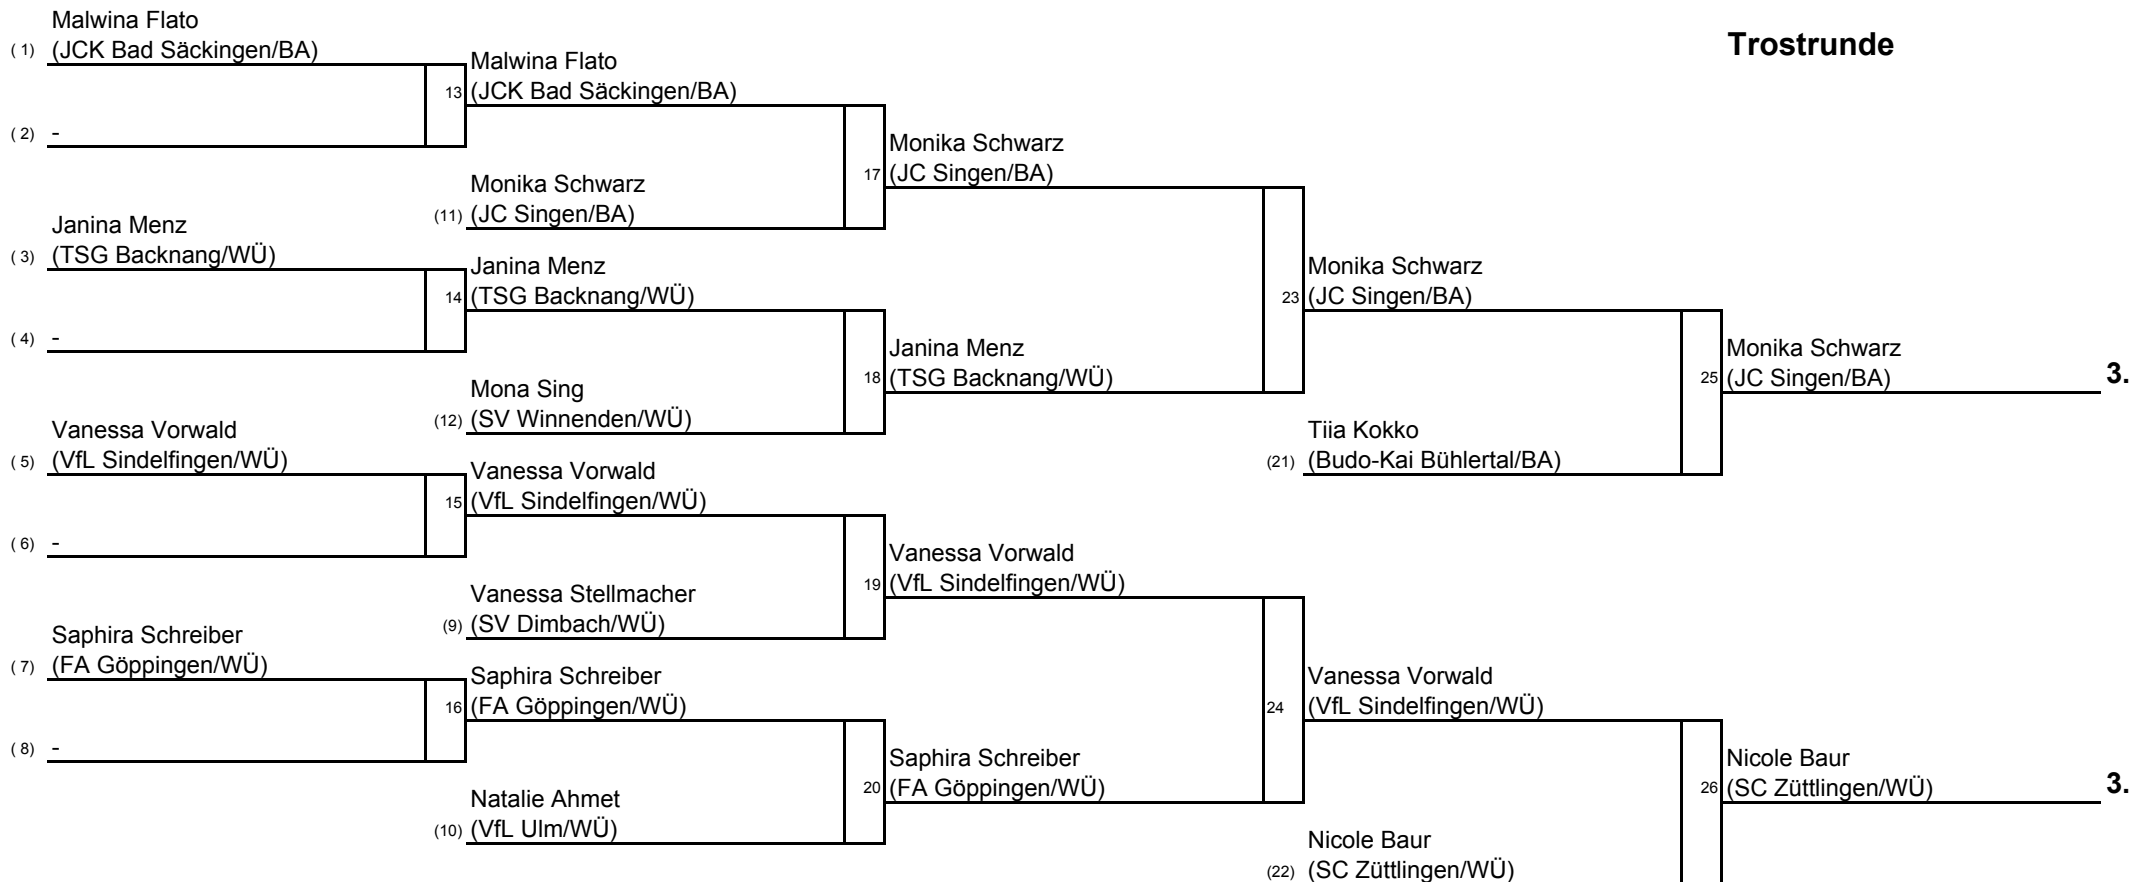 Trostrunde
Malwina Flato
( 1) (JCK Bad Säckingen/BA)
13
( 2) -
Janina Menz
( 3) (TSG Backnang/WÜ)
14
( 4) -
Vanessa Vorwald
( 5) (VfL Sindelfingen/WÜ)
15
( 6) -
Saphira Schreiber
( 7) (FA Göppingen/WÜ)
16
( 8) -
Malwina Flato
(JCK Bad Säckingen/BA)
17
Monika Schwarz
(11) (JC Singen/BA)
Janina Menz
(TSG Backnang/WÜ)
18
Mona Sing
(12) (SV Winnenden/WÜ)
Vanessa Vorwald
(VfL Sindelfingen/WÜ)
19
Vanessa Stellmacher
(9) (SV Dimbach/WÜ)
Saphira Schreiber
(FA Göppingen/WÜ)
20
Natalie Ahmet
(10) (VfL Ulm/WÜ)
Monika Schwarz
(JC Singen/BA)
23
Janina Menz
(TSG Backnang/WÜ)
Vanessa Vorwald
(VfL Sindelfingen/WÜ)
24
Saphira Schreiber
(FA Göppingen/WÜ)
Monika Schwarz
(JC Singen/BA)
25
Tiia Kokko
(21) (Budo-Kai Bühlertal/BA)
Vanessa Vorwald
(VfL Sindelfingen/WÜ)
26
Nicole Baur
(22) (SC Züttlingen/WÜ)
Monika Schwarz
(JC Singen/BA)
3.
Nicole Baur
(SC Züttlingen/WÜ)
3.